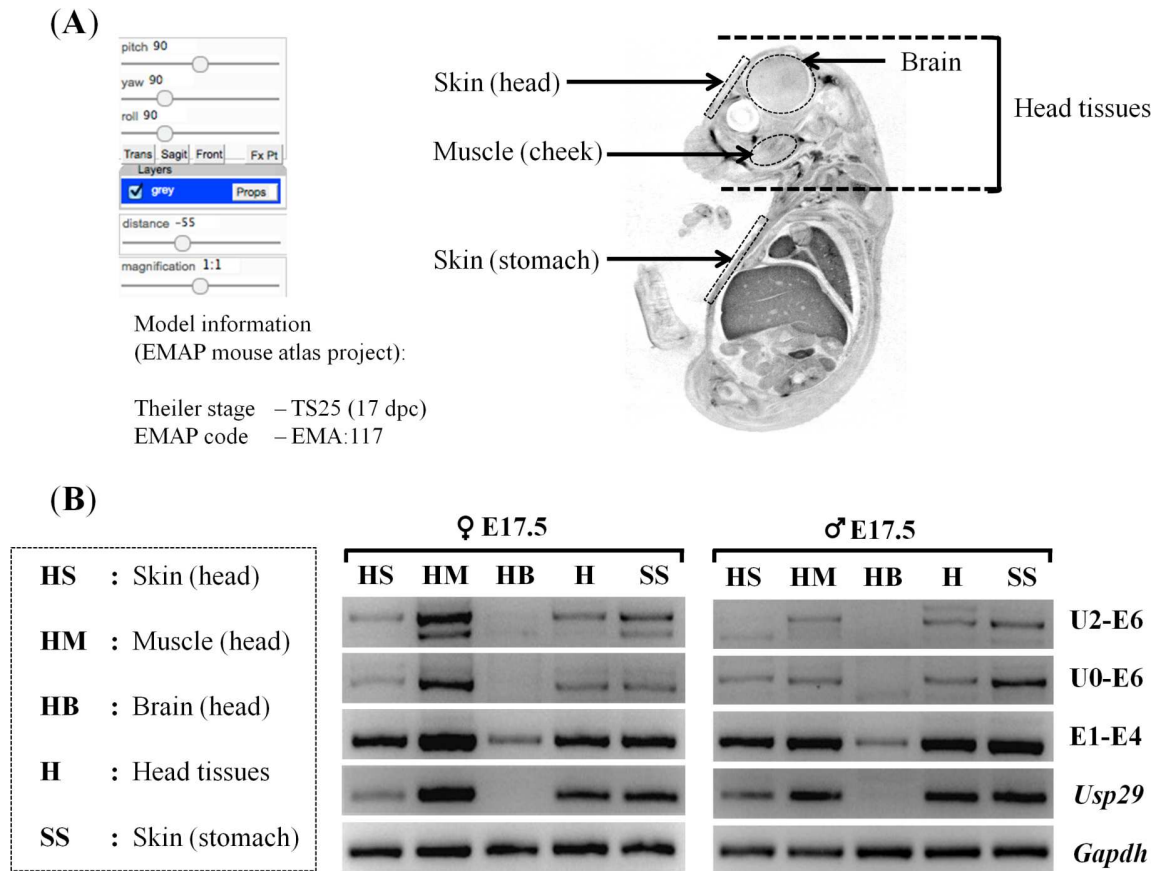 (A)
pitch 90
yaw 90
roll 90
Trans Sagit Front Fx Pt
Layers
grey Props
distance -55
magnification 1:1
Model information
(EMAP mouse atlas project):
Theiler stage – TS25 (17 dpc)
EMAP code – EMA:117
Skin (head)
Brain
Head tissues
Muscle (cheek)
Skin (stomach)
(B)
HS : Skin (head)
HM : Muscle (head)
HB : Brain (head)
H : Head tissues
SS : Skin (stomach)
♀ E17.5
♂ E17.5
HS HM HB H SS
HS HM HB H SS
U2-E6
U0-E6
E1-E4
Usp29
Gapdh